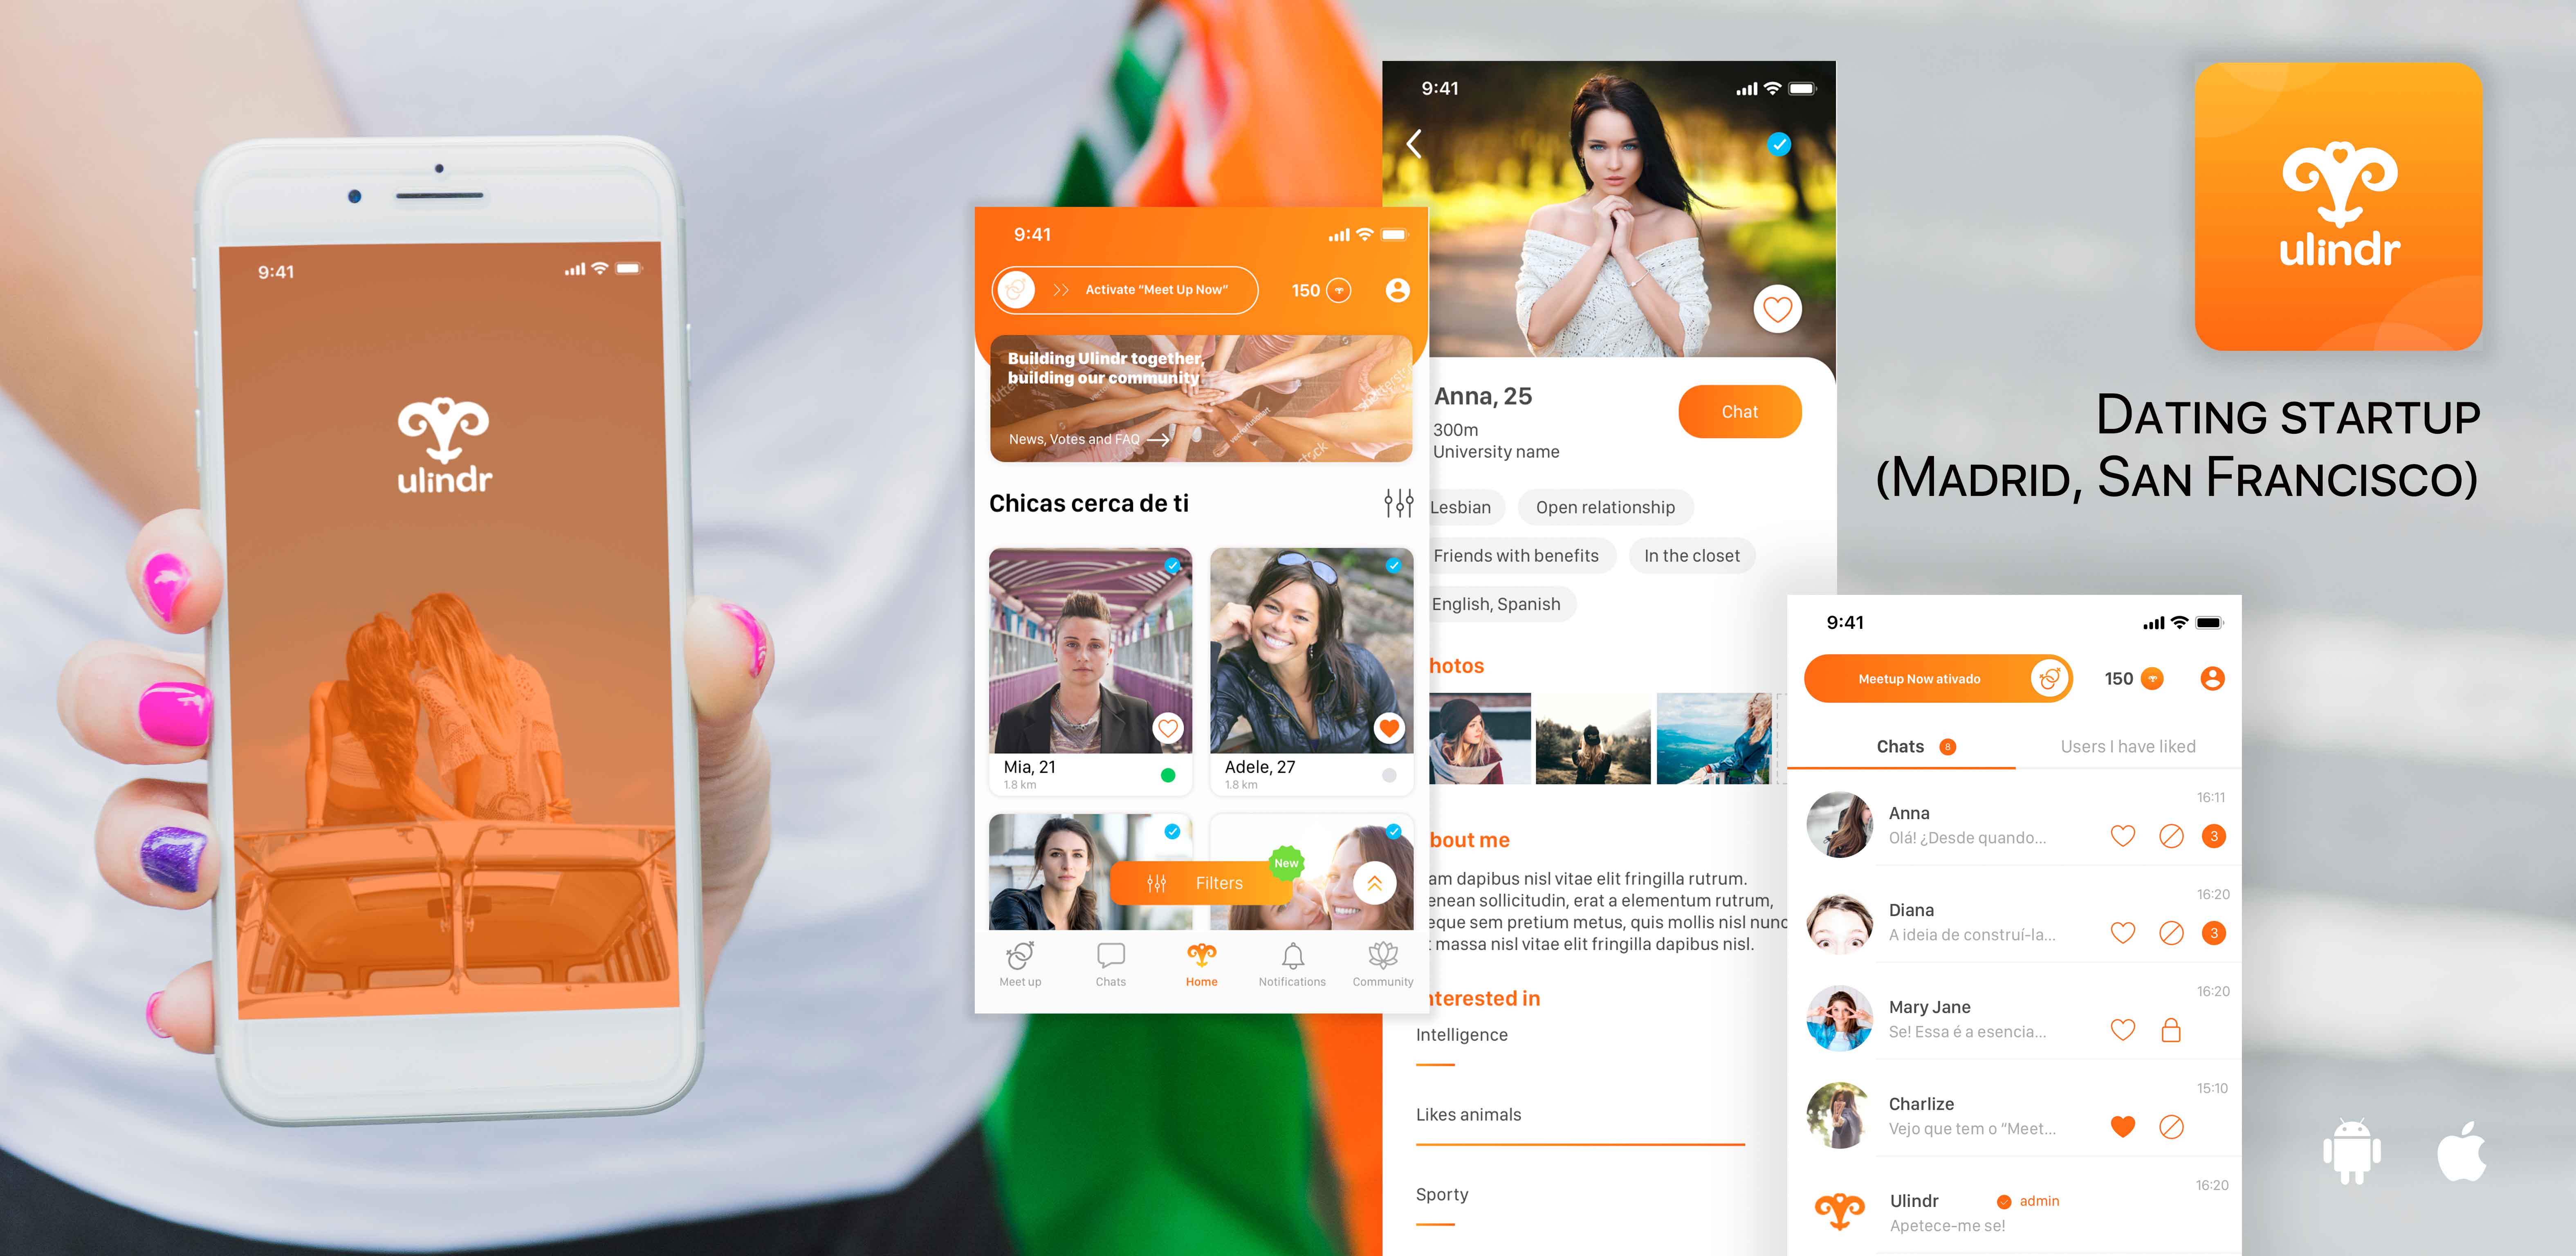 9:41
ulindr
9:41
Activate "Meet Up Now"
150
Building Ulindr together,
building our community
News, Votes and FAQ
Chicas cerca de ti
Mia, 21
1.8 km
Adele, 27
1.8 km
New
Filters
Meet up
Chats
Home
Notifications
Community
9:41
Anna, 25
Chat
300m
University name
Lesbian
Open relationship
Friends with benefits
In the closet
English, Spanish
hotos
bout me
am dapibus nisl vitae elit fringilla rutrum.
enean sollicitudin, erat a elementum rutrum,
eque sem pretium metus, quis mollis nisl nunc
t massa nisl vitae elit fringilla dapibus nisl.
nterested in
Intelligence
Likes animals
Sporty
ulindr
Dating startup
(Madrid, San Francisco)
9:41
Meetup Now ativado
150
Chats
8
Users I have liked
16:11
Anna
Olá! ¿Desde quando...
3
16:20
Diana
A ideia de construí-la...
3
16:20
Mary Jane
Se! Essa é a esencia...
15:10
Charlize
Vejo que tem o “Meet...
16:20
Ulindr
admin
Apetece-me se!